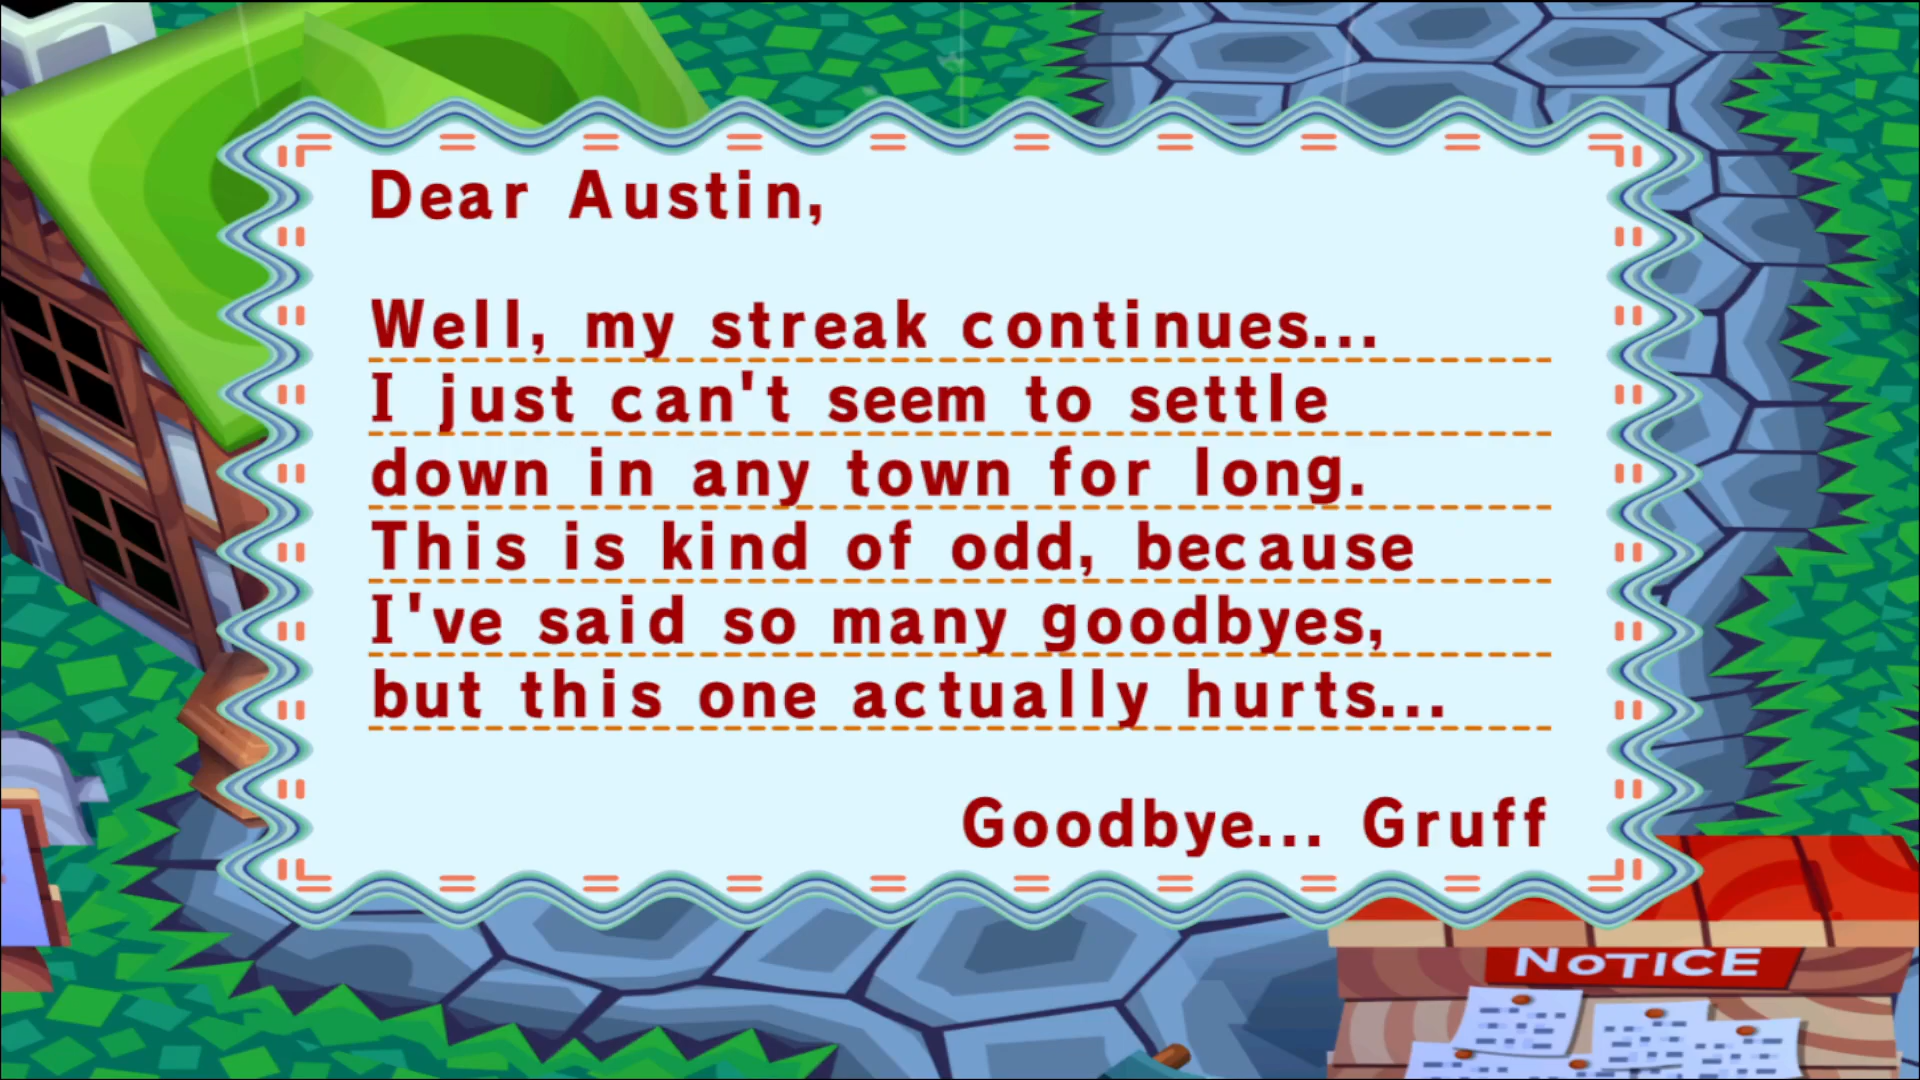 Dear Austin,
Well, my streak continues...
I just can't seem to settle
down in any town for long.
This is kind of odd, because
I've said so many goodbyes,
but this one actually hurts...
Goodbye... Gruff
NOTICE